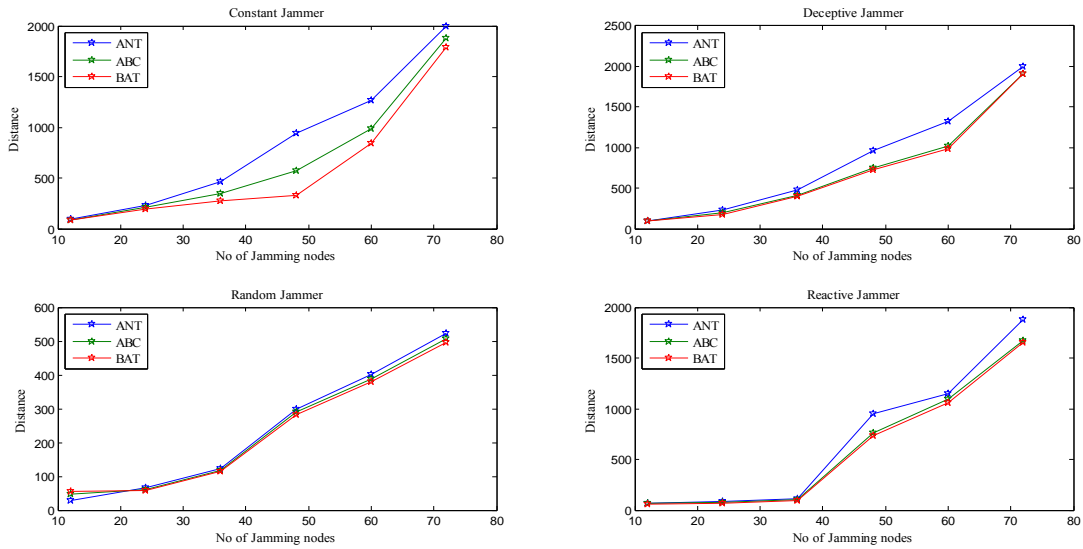 Constant Jammer
2000
1500
1000
500
0
Distance
ANT
ABC
BAT
10 20 30 40 50 60 70 80
No of Jamming nodes
Deceptive Jammer
2500
2000
1500
1000
500
0
Distance
ANT
ABC
BAT
10 20 30 40 50 60 70 80
No of Jamming nodes
Random Jammer
600
500
400
300
200
100
0
Distance
ANT
ABC
BAT
10 20 30 40 50 60 70 80
No of Jamming nodes
Reactive Jammer
2000
1500
1000
500
0
Distance
ANT
ABC
BAT
10 20 30 40 50 60 70 80
No of Jamming nodes